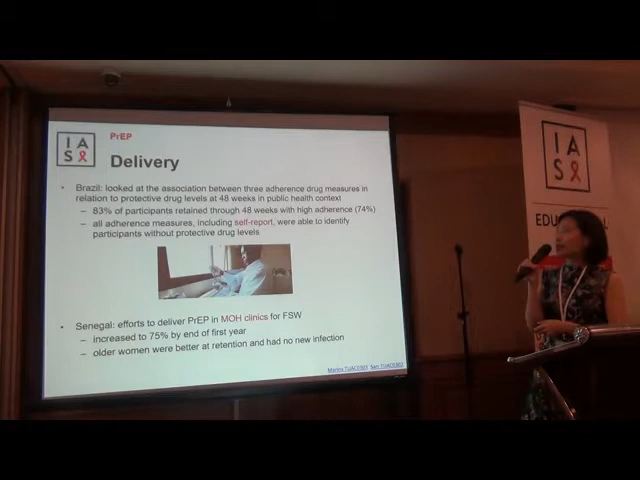 IA
S
PrEP
Delivery
• Brazil: looked at the association between three adherence drug measures in
relation to protective drug levels at 48 weeks in public health context
– 83% of participants retained through 48 weeks with high adherence (74%)
– all adherence measures, including self-report, were able to identify
participants without protective drug levels
• Senegal: efforts to deliver PrEP in MOH clinics for FSW
– increased to 75% by end of first year
– older women were better at retention and had no new infection
IA
S